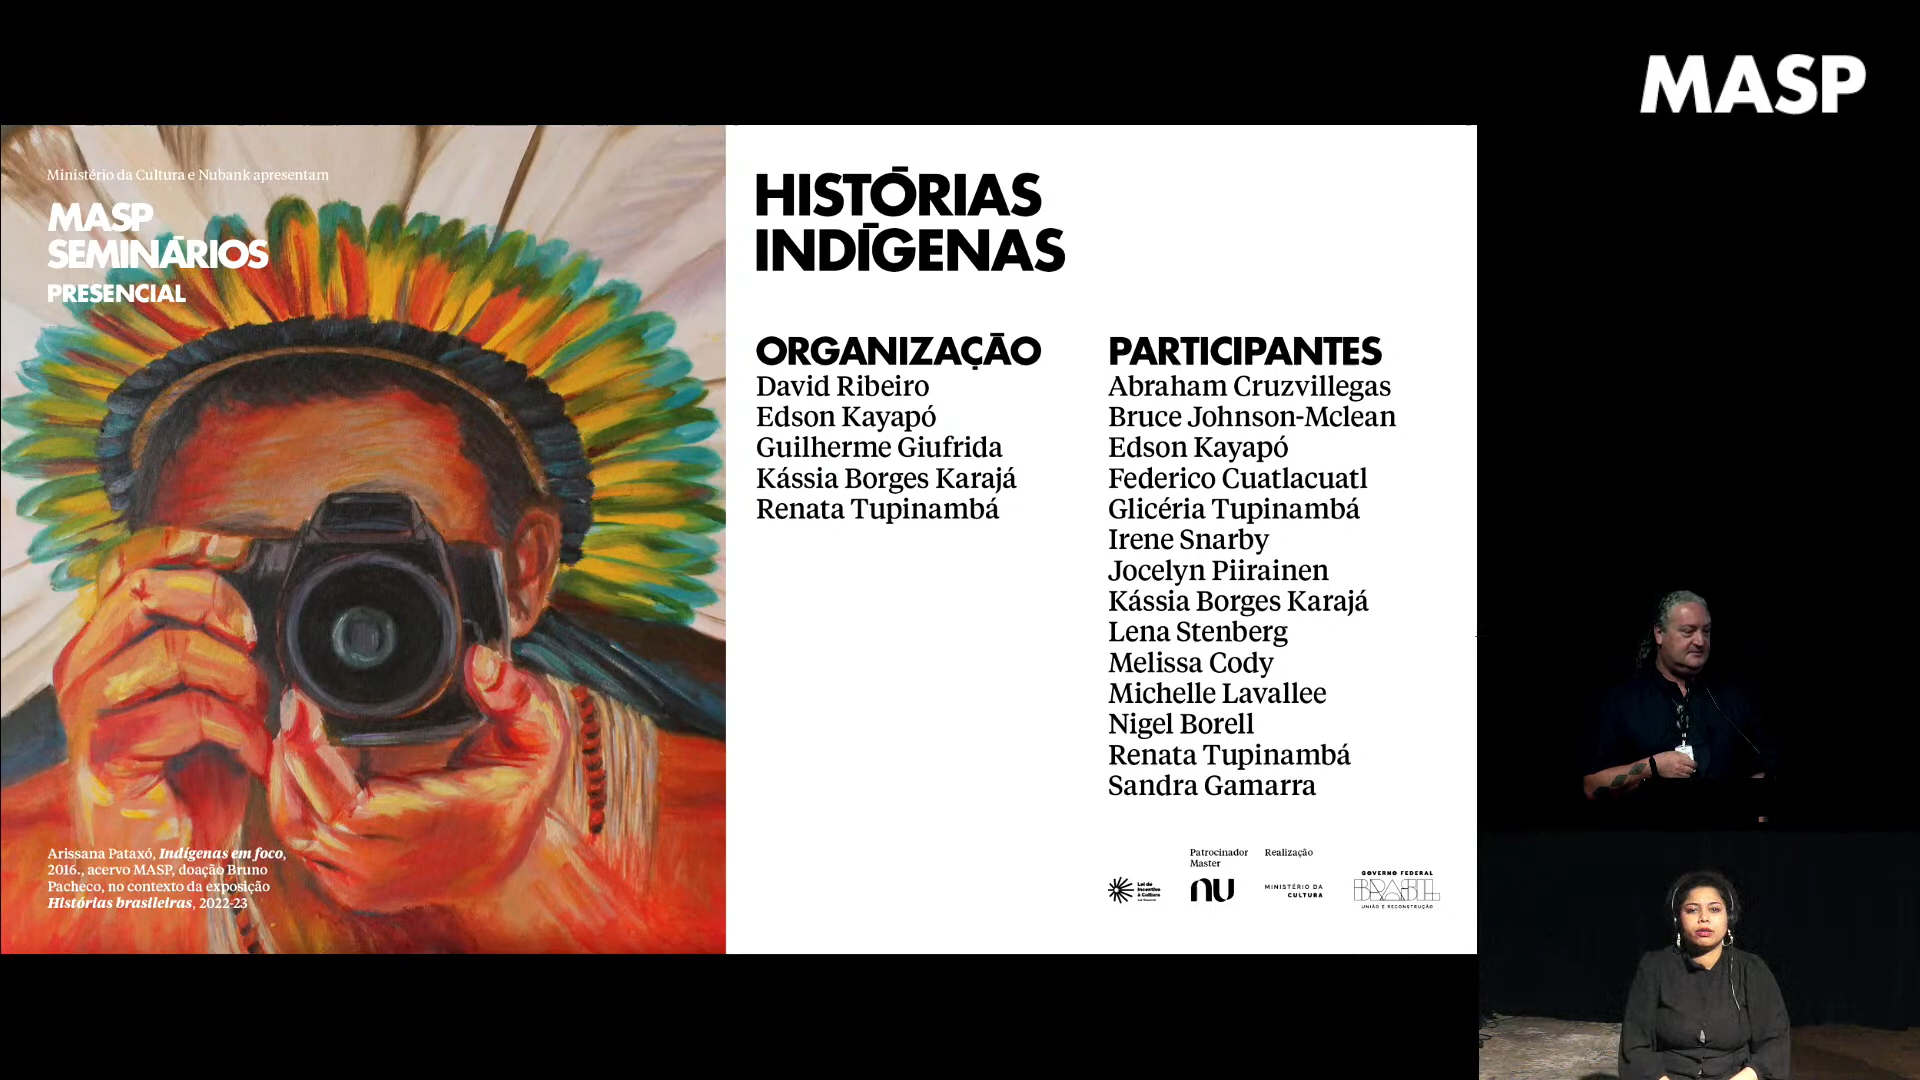 MASP
Ministério da Cultura e Nubank apresentam
MASP
SEMINÁRIOS
PRESENCIAL
Arissana Pataxó, Indígenas em foco,
2016., acervo MASP, doação Bruno
Pacheco, no contexto da exposição
Histórias brasileiras, 2022-23
HISTÓRIAS
INDÍGENAS
ORGANIZAÇÃO
David Ribeiro
Edson Kayapó
Guilherme Giufrida
Kássia Borges Karajá
Renata Tupinambá
PARTICIPANTES
Abraham Cruzvillegas
Bruce Johnson-Mclean
Edson Kayapó
Federico Cuatlacuatl
Glicéria Tupinambá
Irene Snarby
Jocelyn Piirainen
Kássia Borges Karajá
Lena Stenberg
Melissa Cody
Michelle Lavallee
Nigel Borell
Renata Tupinambá
Sandra Gamarra
Patrocinador
Master
Realização
Lei de
Incentivo
à Cultura
NU
MINISTÉRIO DA
CULTURA
GOVERNO FEDERAL
BRASIL
UNIÃO E RECONSTRUÇÃO